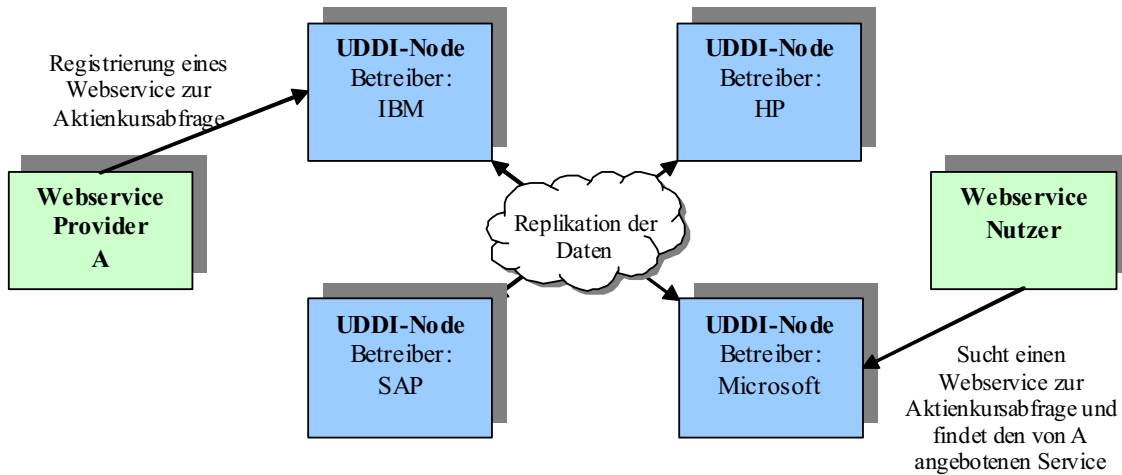 Registrierung eines
Webservice zur
Aktienkursabfrage
UDDI-Node
Betreiber:
IBM
UDDI-Node
Betreiber:
HP
Webservice
Provider
A
Replikation der
Daten
Webservice
Nutzer
UDDI-Node
Betreiber:
SAP
UDDI-Node
Betreiber:
Microsoft
Sucht einen
Webservice zur
Aktienkursabfrage und
findet den von A
angebotenen Service